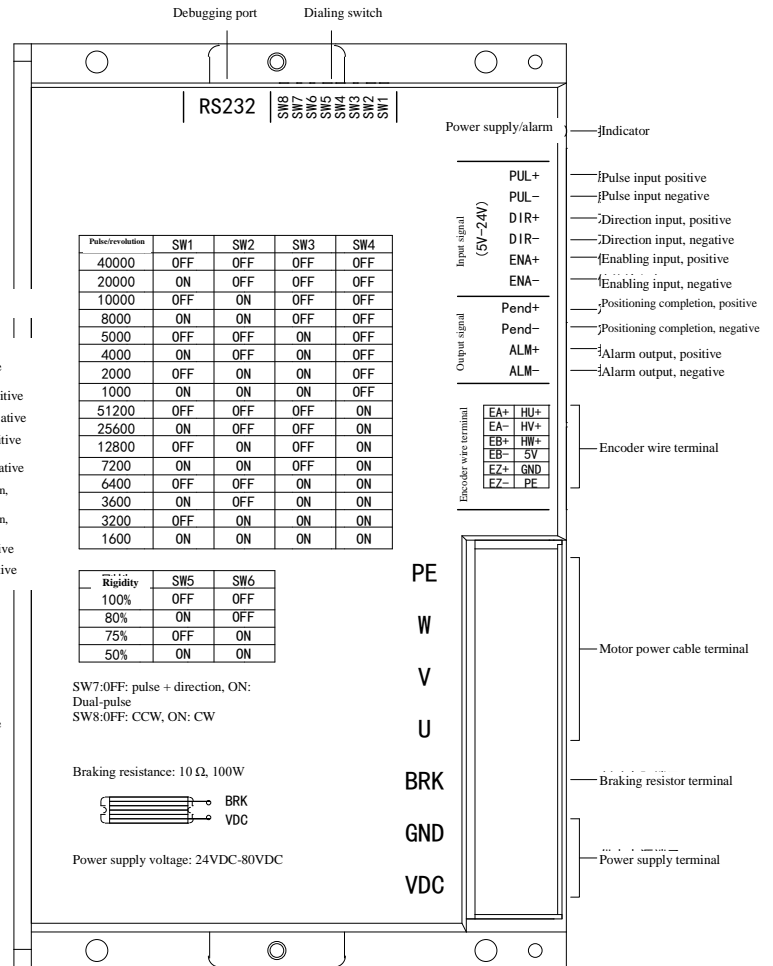 Debugging port Dialing switch
RS232 SW8 SW7 SW6 SW5 SW4 SW3 SW2 SW1
Power supply/alarm Indicator
Input signal
(5V-24V)
PUL+ Pulse input positive
PUL- Pulse input negative
DIR+ Direction input, positive
DIR- Direction input, negative
ENA+ Enabling input, positive
ENA- Enabling input, negative
Output signal
Pend+ Positioning completion, positive
Pend- Positioning completion, negative
ALM+ Alarm output, positive
ALM- Alarm output, negative
Encoder wire terminal
EA+ HU+
EA- HV+
EB+ HW+
EB- 5V
EZ+ GND
EZ- PE
Encoder wire terminal
Pulse/revolution SW1 SW2 SW3 SW4
40000 OFF OFF OFF OFF
20000 ON OFF OFF OFF
10000 OFF ON OFF OFF
8000 ON ON OFF OFF
5000 OFF OFF ON OFF
4000 ON OFF ON OFF
2000 OFF ON ON OFF
1000 ON ON ON OFF
51200 OFF OFF OFF ON
25600 ON OFF OFF ON
12800 OFF ON OFF ON
7200 ON ON OFF ON
6400 OFF OFF ON ON
3600 ON OFF ON ON
3200 OFF ON ON ON
1600 ON ON ON ON
Rigidity SW5 SW6
100% OFF OFF
80% ON OFF
75% OFF ON
50% ON ON
SW7:OFF: pulse + direction, ON:
Dual-pulse
SW8:OFF: CCW, ON: CW
Braking resistance: 10 Ω, 100W
BRK
VDC
Power supply voltage: 24VDC-80VDC
PE
W
V
U
Motor power cable terminal
BRK Braking resistor terminal
GND
VDC
Power supply terminal